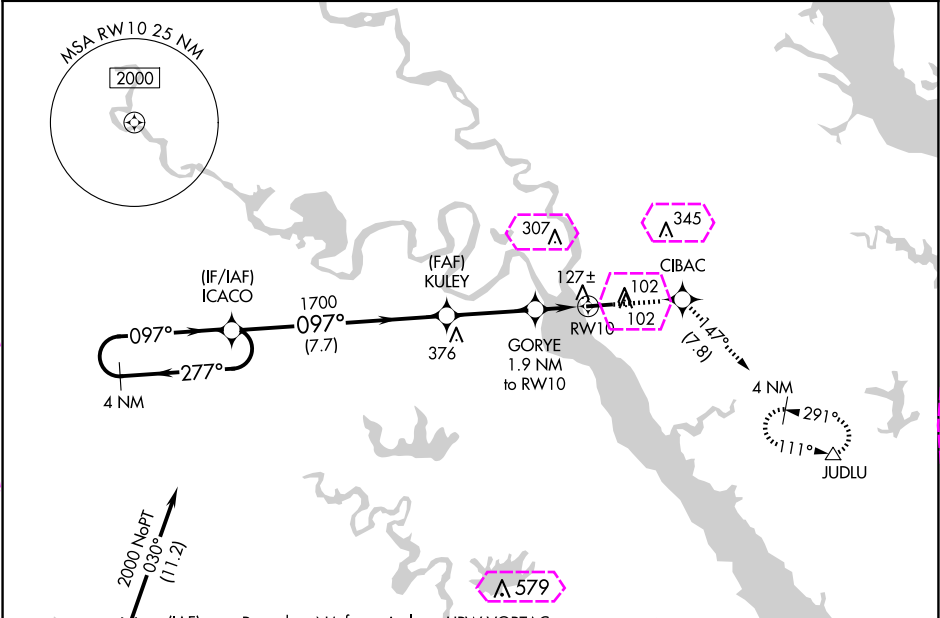 MSA RW10 25 NM
2000
307
345
(IF/IAF)
ICACO
(FAF)
KULEY
CIBAC
127±
102
102
1700
097°
(7.7)
097°
277°
4 NM
376
GORYE
1.9 NM
to RW10
RW10
147°
(7.8)
4 NM
291°
111°
JUDLU
2000 NoPT
030°
(11.2)
579
(IAF)